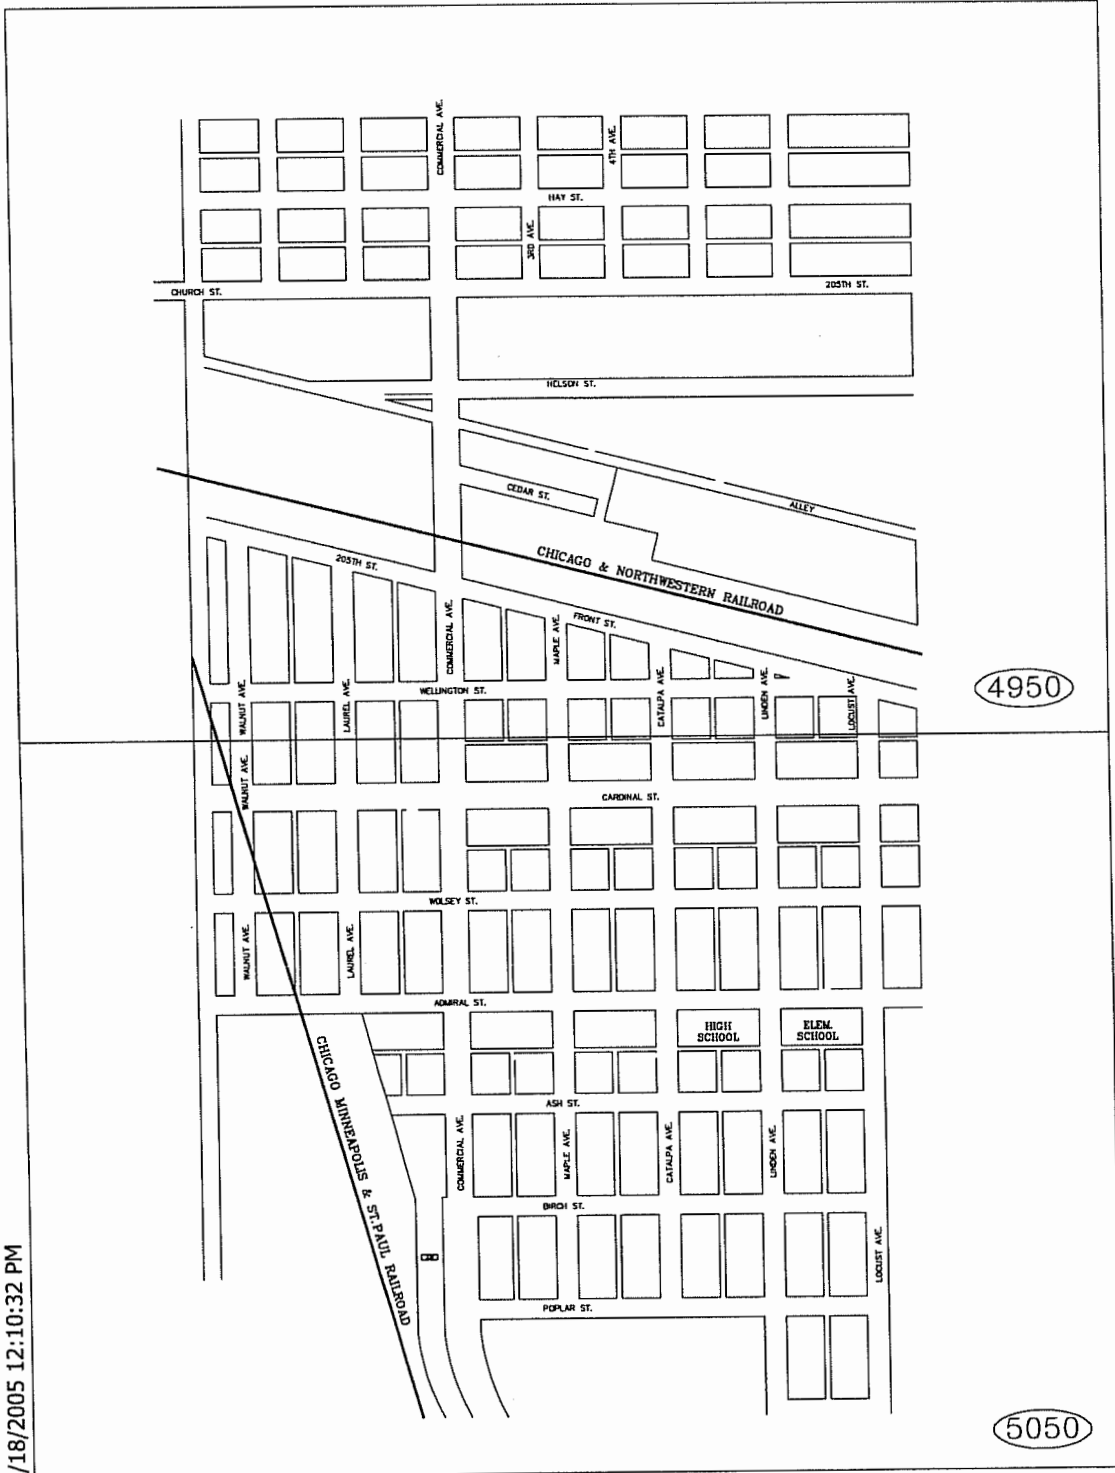 COMMERCIAL AVE.
4TH AVE.
HAY ST.
3RD AVE.
CHURCH ST.
205TH ST.
NELSON ST.
CEDAR ST.
ALLEY
CHICAGO & NORTHWESTERN RAILROAD
205TH ST.
FRONT ST.
COMMERCIAL AVE.
MAPLE AVE.
CATALPA AVE.
LINDEN AVE.
LOCUST AVE.
WALNUT AVE.
LAUREL AVE.
WELLINGTON ST.
4950
WALNUT AVE.
CARDINAL ST.
WOLSEY ST.
WALNUT AVE.
LAUREL AVE.
ADMIRAL ST.
HIGH
SCHOOL
ELEM.
SCHOOL
CHICAGO MINNEAPOLIS & ST.PAUL RAILROAD
ASH ST.
COMMERCIAL AVE.
MAPLE AVE.
CATALPA AVE.
LINDEN AVE.
BIRCH ST.
LOCUST AVE.
POPLAR ST.
5050
/18/2005 12:10:32 PM